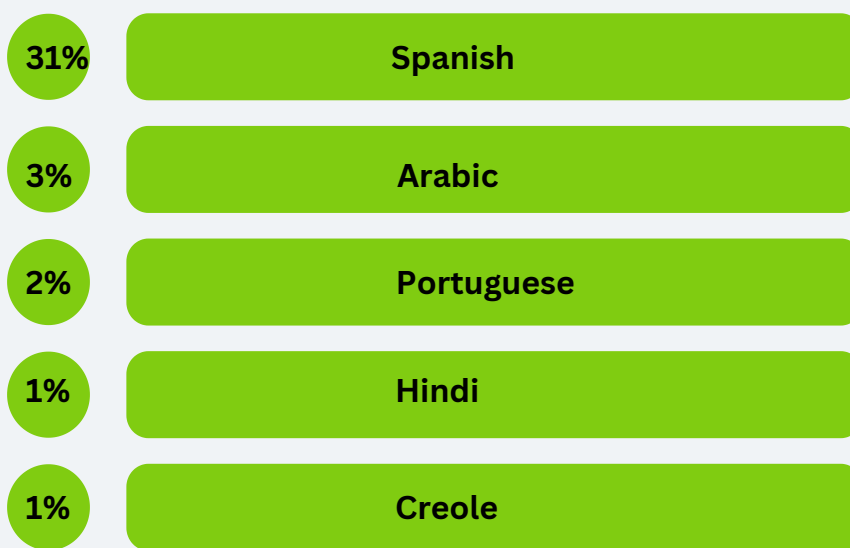 31% Spanish
3% Arabic
2% Portuguese
1% Hindi
1% Creole